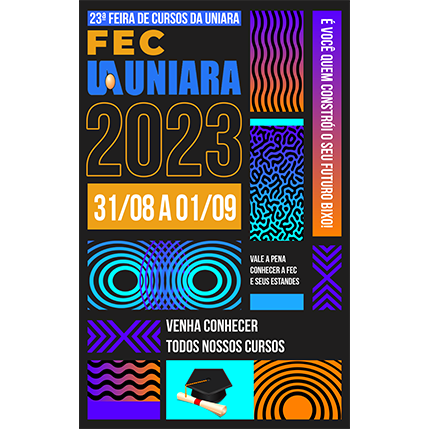 23ª FEIRA DE CURSOS DA UNIARA
FEC
UNIARA
2023
31/08 A 01/09
É VOCÊ QUEM CONSTRÓI O SEU FUTURO BIXO!
VALE A PENA
CONHECER A FEC
E SEUS ESTANDES
VENHA CONHECER
TODOS NOSSOS CURSOS